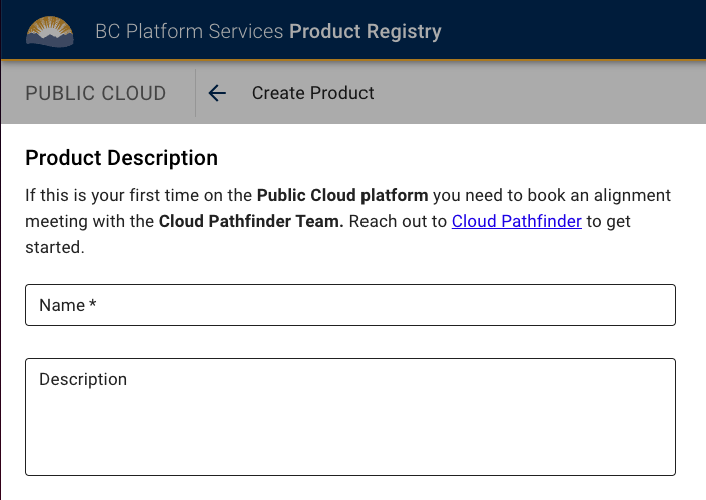 BC Platform Services Product Registry
PUBLIC CLOUD
Create Product
Product Description
If this is your first time on the Public Cloud platform you need to book an alignment
meeting with the Cloud Pathfinder Team. Reach out to Cloud Pathfinder to get
started.
Name *
Description